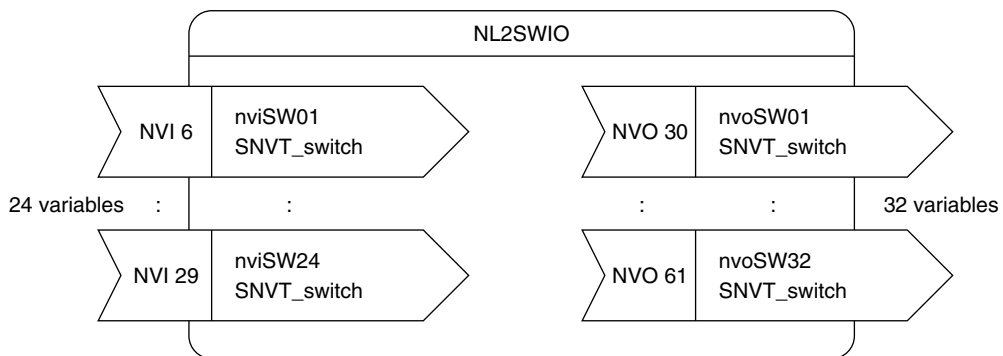 NL2SWIO
NVI 6
nviSW01
SNVT_switch
NVO 30
nvoSW01
SNVT_switch
24 variables : : : : 32 variables
NVI 29
nviSW24
SNVT_switch
NVO 61
nvoSW32
SNVT_switch